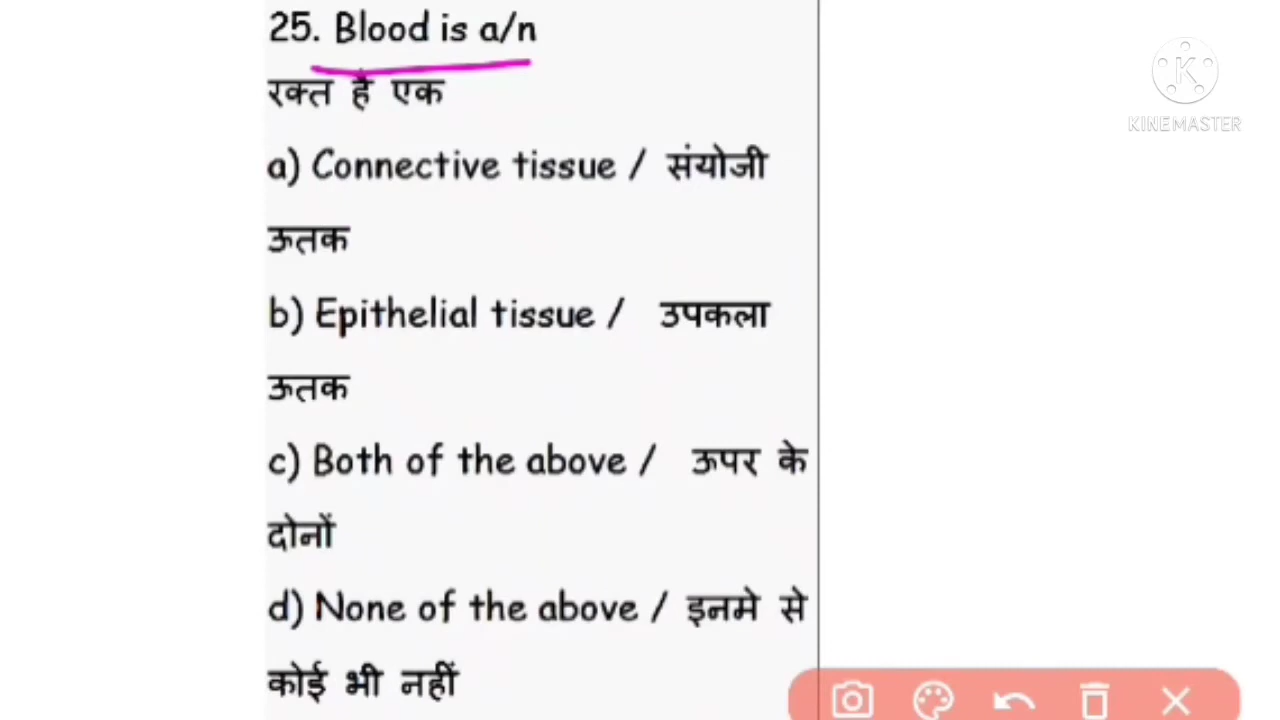 25. Blood is a/n
रक्त है एक
a) Connective tissue / संयोजी
ऊतक
b) Epithelial tissue / उपकला
ऊतक
c) Both of the above / ऊपर के
दोनों
d) None of the above / इनमे से
कोई भी नहीं
K
KINEMASTER